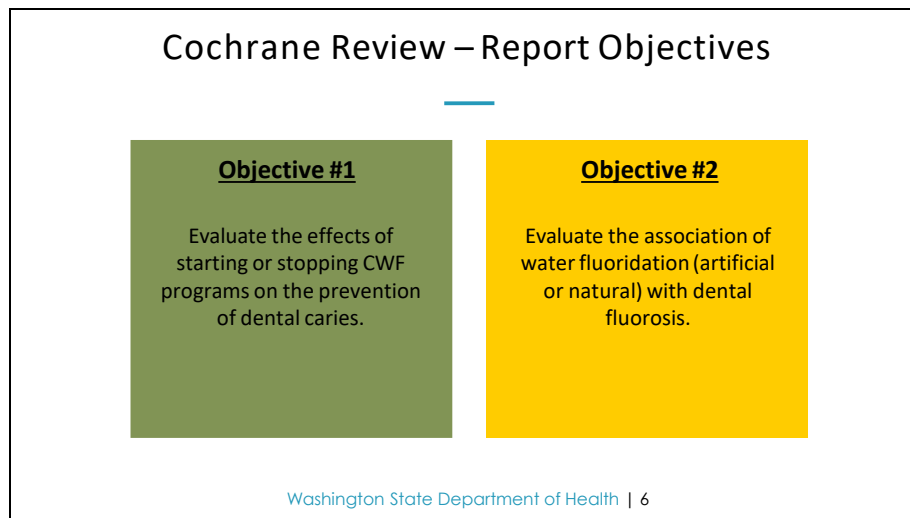 Cochrane Review – Report Objectives
Objective #1
Evaluate the effects of
starting or stopping CWF
programs on the prevention
of dental caries.
Objective #2
Evaluate the association of
water fluoridation (artificial
or natural) with dental
fluorosis.
Washington State Department of Health | 6